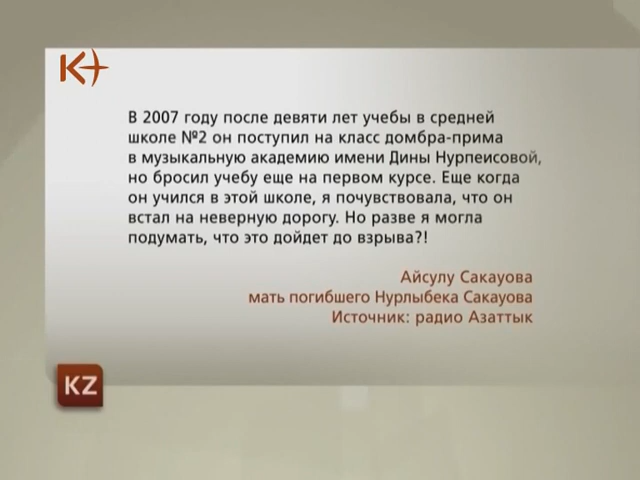 K+
В 2007 году после девяти лет учебы в средней
школе №2 он поступил на класс домбра-прима
в музыкальную академию имени Дины Нурпеисовой,
но бросил учебу еще на первом курсе. Еще когда
он учился в этой школе, я почувствовала, что он
встал на неверную дорогу. Но разве я могла
подумать, что это дойдет до взрыва?!
Айсулу Сакауова
мать погибшего Нурлыбека Сакауова
Источник: радио Азаттык
KZ